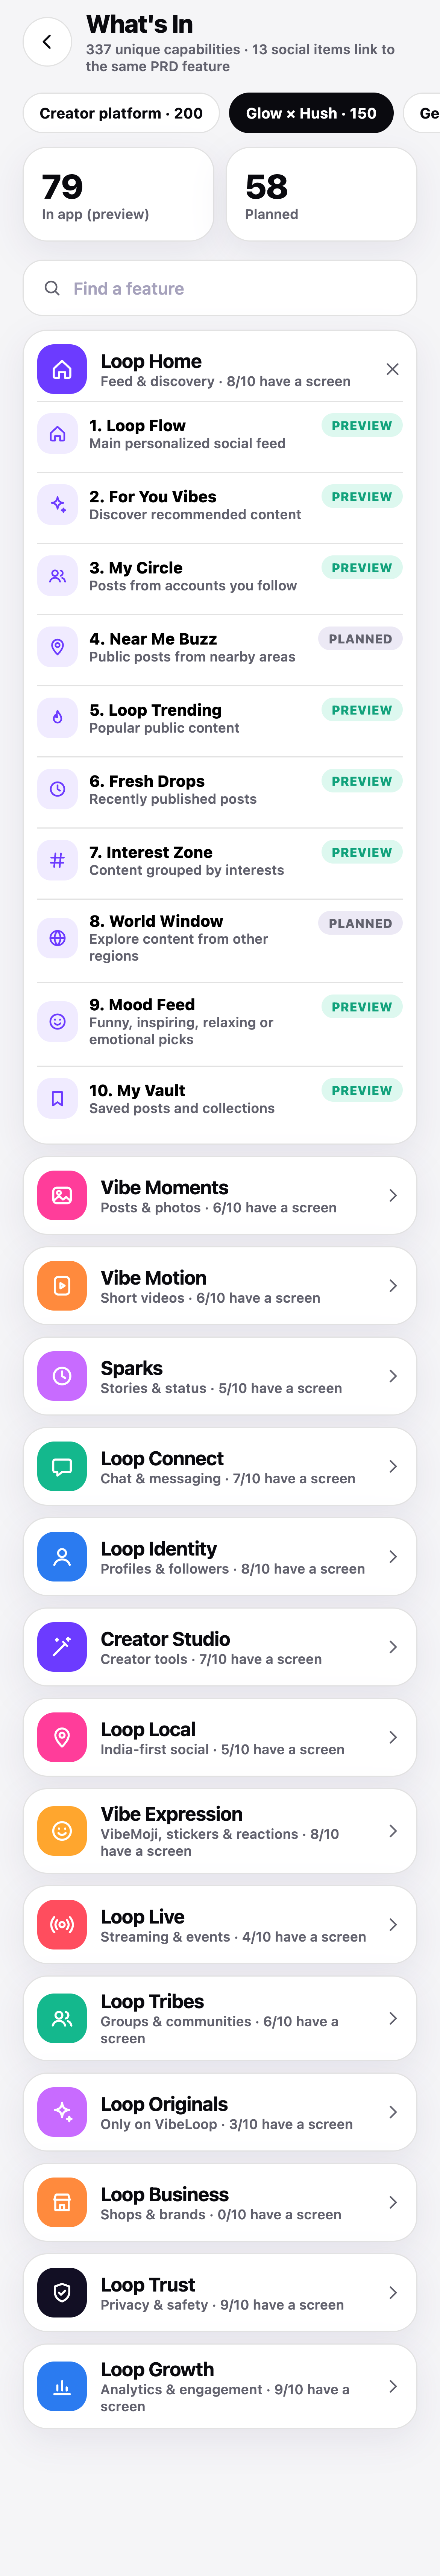 What's In
337 unique capabilities · 13 social items link to
the same PRD feature
Creator platform · 200
Glow × Hush · 150
Ge
79
In app (preview)
58
Planned
Find a feature
Loop Home
Feed & discovery · 8/10 have a screen
1. Loop Flow
Main personalized social feed
PREVIEW
2. For You Vibes
Discover recommended content
PREVIEW
3. My Circle
Posts from accounts you follow
PREVIEW
4. Near Me Buzz
Public posts from nearby areas
PLANNED
5. Loop Trending
Popular public content
PREVIEW
6. Fresh Drops
Recently published posts
PREVIEW
7. Interest Zone
Content grouped by interests
PREVIEW
8. World Window
Explore content from other
regions
PLANNED
9. Mood Feed
Funny, inspiring, relaxing or
emotional picks
PREVIEW
10. My Vault
Saved posts and collections
PREVIEW
Vibe Moments
Posts & photos · 6/10 have a screen
Vibe Motion
Short videos · 6/10 have a screen
Sparks
Stories & status · 5/10 have a screen
Loop Connect
Chat & messaging · 7/10 have a screen
Loop Identity
Profiles & followers · 8/10 have a screen
Creator Studio
Creator tools · 7/10 have a screen
Loop Local
India-first social · 5/10 have a screen
Vibe Expression
VibeMoji, stickers & reactions · 8/10
have a screen
Loop Live
Streaming & events · 4/10 have a screen
Loop Tribes
Groups & communities · 6/10 have a
screen
Loop Originals
Only on VibeLoop · 3/10 have a screen
Loop Business
Shops & brands · 0/10 have a screen
Loop Trust
Privacy & safety · 9/10 have a screen
Loop Growth
Analytics & engagement · 9/10 have a
screen